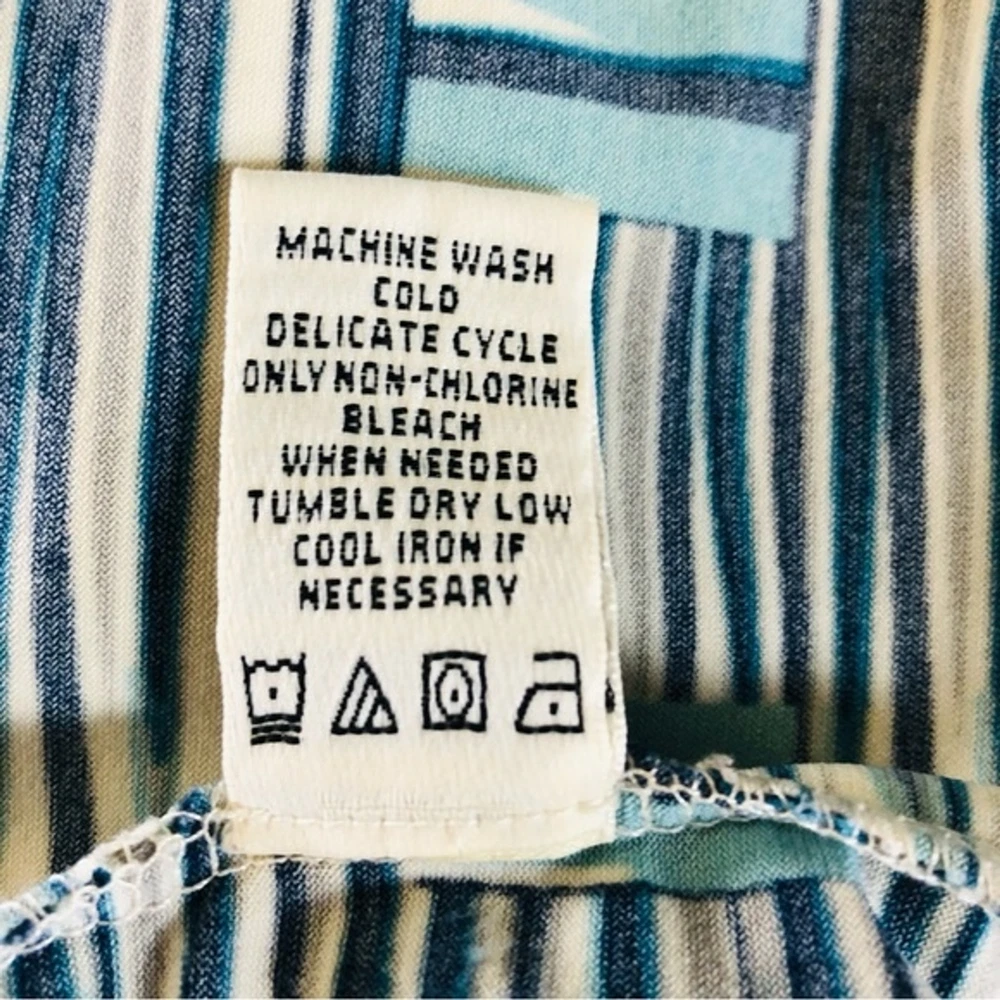 MACHINE WASH
COLD
DELICATE CYCLE
ONLY NON-CHLORINE
BLEACH
WHEN NEEDED
TUMBLE DRY LOW
COOL IRON IF
NECESSARY